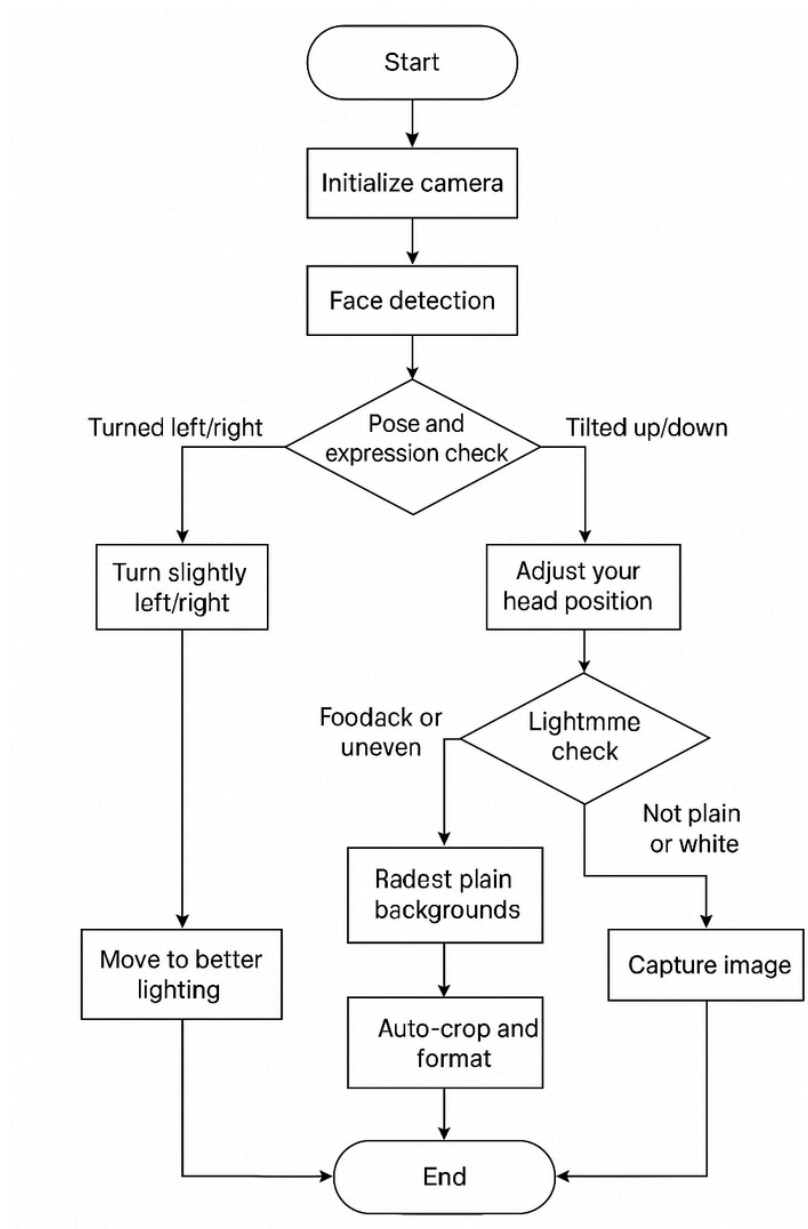 Start
Initialize camera
Face detection
Pose and
expression check
Turned left/right
Tilted up/down
Turn slightly
left/right
Adjust your
head position
Foodack or
uneven
Lightmme
check
Not plain
or white
Radest plain
backgrounds
Move to better
lighting
Capture image
Auto-crop and
format
End